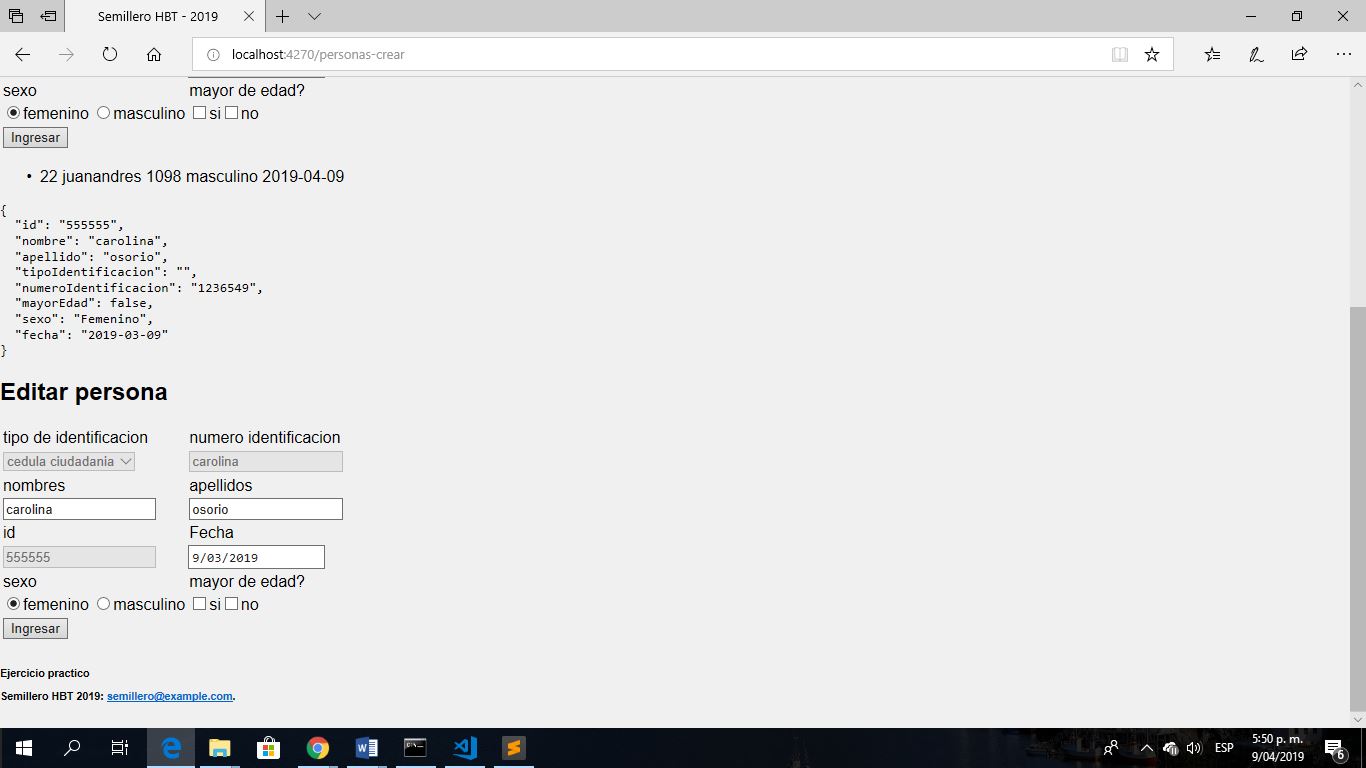 Semillero HBT - 2019
localhost:4270/personas-crear
sexo mayor de edad?
femenino masculino si no
Ingresar
• 22 juanandres 1098 masculino 2019-04-09
{
"id": "555555",
"nombre": "carolina",
"apellido": "osorio",
"tipoIdentificacion": "",
"numeroIdentificacion": "1236549",
"mayorEdad": false,
"sexo": "Femenino",
"fecha": "2019-03-09"
}
Editar persona
tipo de identificacion numero identificacion
cedula ciudadania carolina
nombres apellidos
carolina osorio
id Fecha
555555 9/03/2019
sexo mayor de edad?
femenino masculino si no
Ingresar
Ejercicio practico
Semillero HBT 2019: semillero@example.com.
ESP
5:50 p. m.
9/04/2019
6